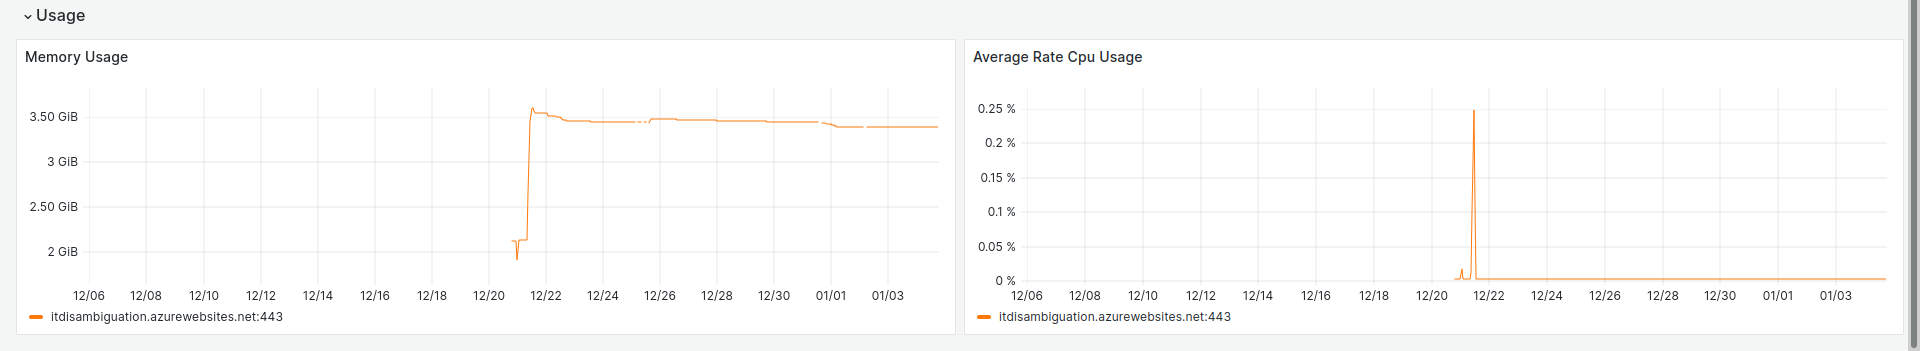 Usage
Memory Usage
3.50 GiB
3 GiB
2.50 GiB
2 GiB
12/06 12/08 12/10 12/12 12/14 12/16 12/18 12/20 12/22 12/24 12/26 12/28 12/30 01/01 01/03
itdisambiguation.azurewebsites.net:443
Average Rate Cpu Usage
0.25 %
0.2 %
0.15 %
0.1 %
0.05 %
0 %
12/06 12/08 12/10 12/12 12/14 12/16 12/18 12/20 12/22 12/24 12/26 12/28 12/30 01/01 01/03
itdisambiguation.azurewebsites.net:443